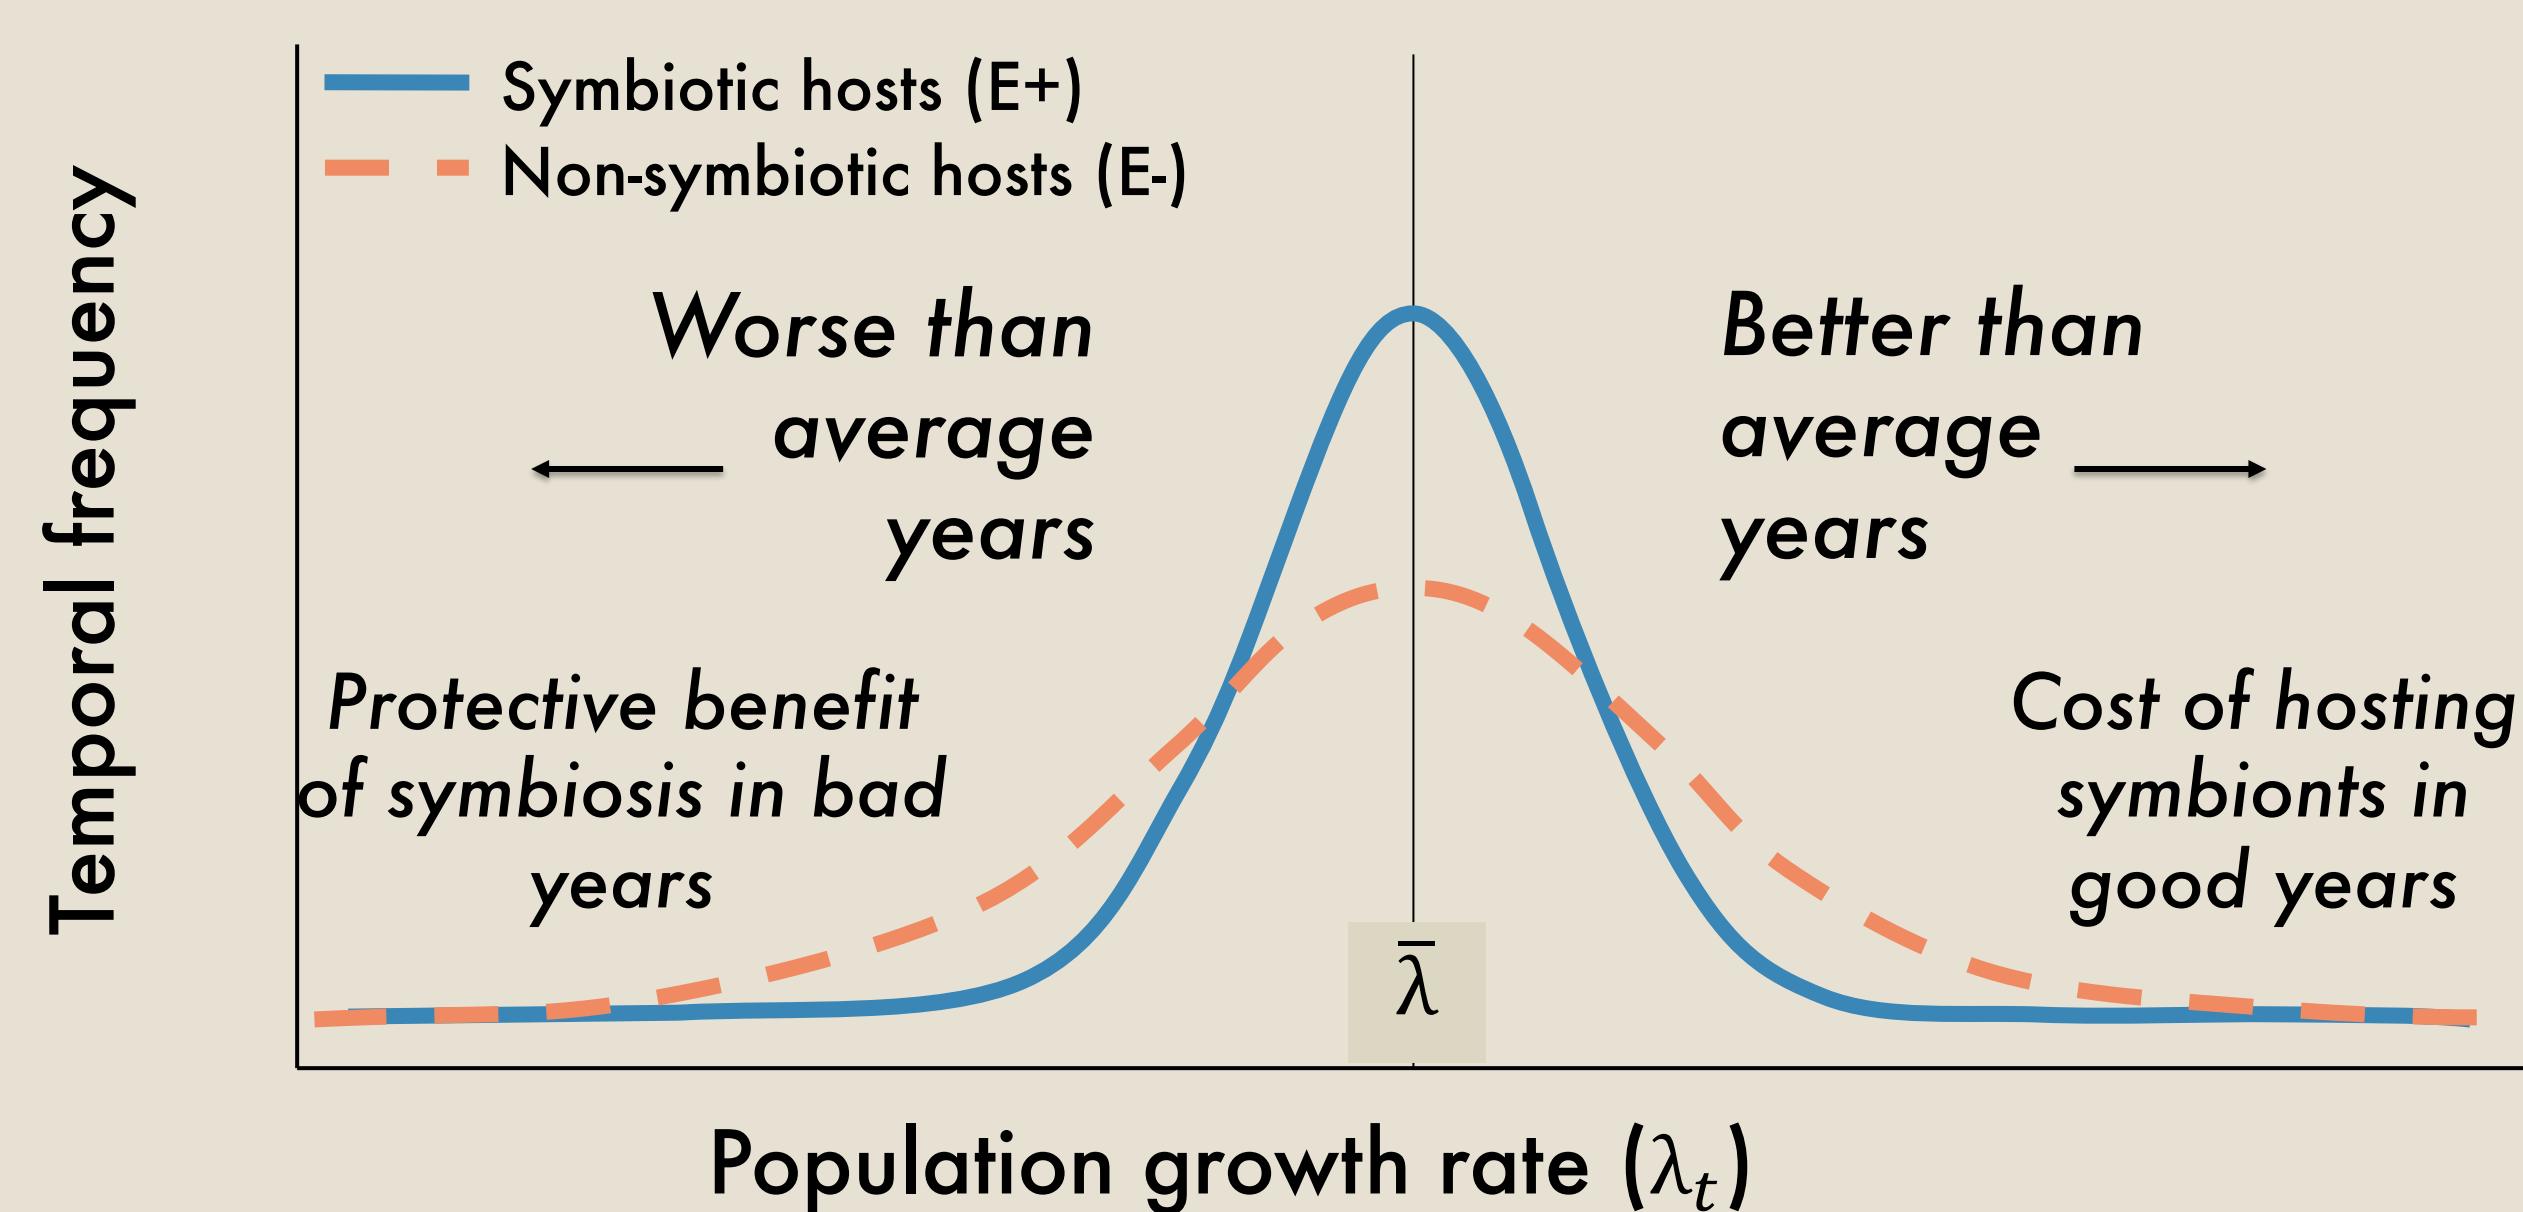 Temporal frequency
Symbiotic hosts (E+)
Non-symbiotic hosts (E-)
Worse than
average
years
Better than
average
years
Protective benefit
of symbiosis in bad
years
Cost of hosting
symbionts in
good years
λ̅
Population growth rate (λₜ)